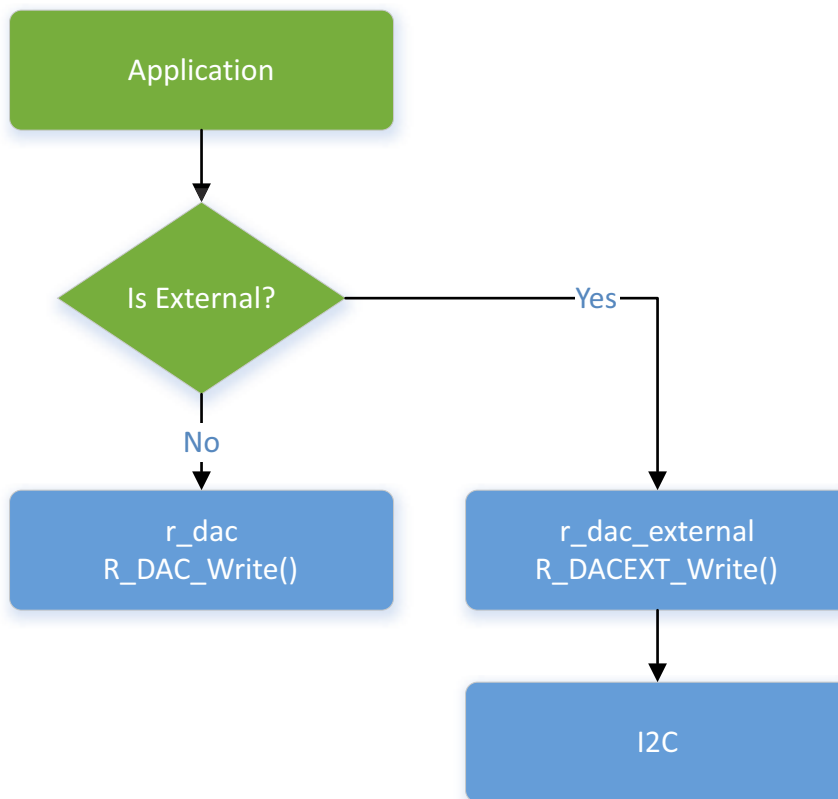 Application
Is External?
Yes
No
r_dac
R_DAC_Write()
r_dac_external
R_DACEXT_Write()
I2C